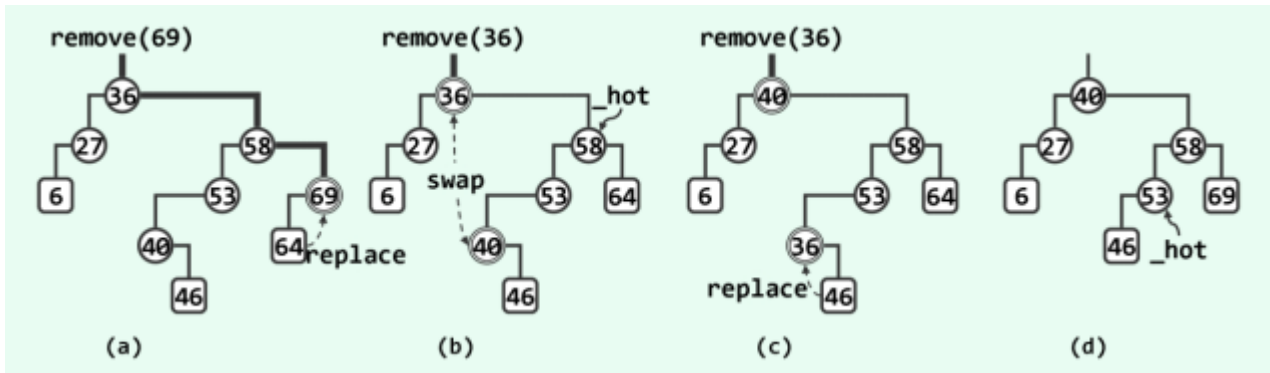 remove(69) remove(36) remove(36)
36 36 40 40
_hot
27 58 27 58 27 58 27 58
6 53 69 6 swap 53 64 6 53 64 6 53 69
40 64 replace 40 36 46 _hot
46 46 replace 46
(a) (b) (c) (d)